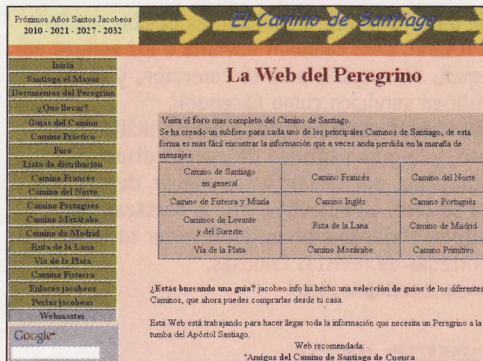 Próximos Años Santos Jacobeos
2010 - 2021 - 2027 - 2032
El Camino de Santiago
Inicio
Santiago el Mayor
Documentos del Peregrino
¿Que llevar?
Guías del Camino
Camino Práctico
Foro
Lista de distribución
Camino Francés
Camino del Norte
Camino Portugués
Camino Mozárabe
Camino de Madrid
Ruta de la Lana
Vía de la Plata
Camino Fisterra
Enlaces jacobeos
Perlas jacobeas
Webmaster
Google
La Web del Peregrino
Visita el foro mas completo del Camino de Santiago.
Se ha creado un subforo para cada uno de los principales Caminos de Santiago, de esta
forma es mas fácil encontrar la información que a veces anda perdida en la maraña de
mensajes
Camino de Santiago
en general
Camino Francés
Camino del Norte
Camino de Fisterra y Muxía
Camino Inglés
Camino Portugués
Caminos de Levante
y del Sureste
Ruta de la Lana
Camino de Madrid
Vía de la Plata
Camino Mozárabe
Camino Primitivo
¿Estás buscando una guía? jacobeo.info ha hecho una selección de guías de los diferentes
Caminos, que ahora puedes comprarlas desde tu casa.
Esta Web está trabajando para hacer llegar toda la información que necesita un Peregrino a la
tumba del Apóstol Santiago.
Web recomendada:
"Amigos del Camino de Santiago de Cuenca